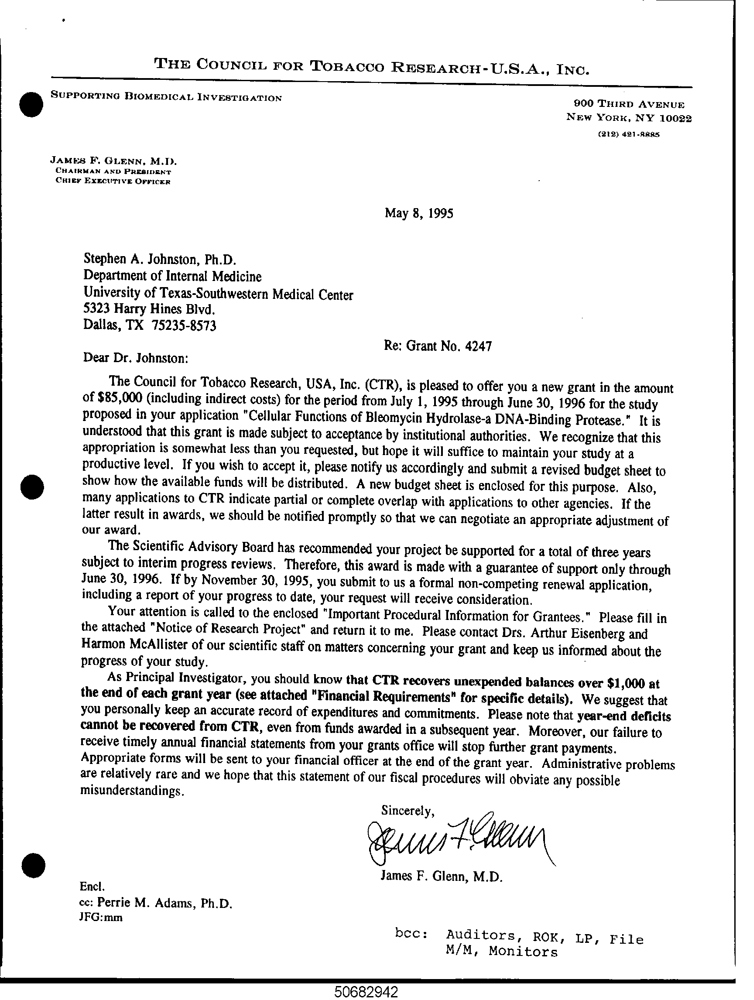 THE COUNCIL FOR TOBACCO RESEARCH-U.S.A., INC.
SUPPORTING BIOMEDICAL INVESTIGATION
900 THIRD AVENUE
NEW YORK, NY 10022
(212) 421-8885
JAMES F. GLENN, M.D.
CHAIRMAN AND PRESIDENT
CHIEF EXECUTIVE OFFICER
May 8, 1995
Stephen A. Johnston, Ph.D.
Department of Internal Medicine
University of Texas-Southwestern Medical Center
5323 Harry Hines Blvd.
Dallas, TX 75235-8573
Re: Grant No. 4247
Dear Dr. Johnston:
The Council for Tobacco Research, USA, Inc. (CTR), is pleased to offer you a new grant in the amount
of $85,000 (including indirect costs) for the period from July 1, 1995 through June 30, 1996 for the study
proposed in your application "Cellular Functions of Bleomycin Hydrolase-a DNA-Binding Protease." It is
understood that this grant is made subject to acceptance by institutional authorities. We recognize that this
appropriation is somewhat less than you requested, but hope it will suffice to maintain your study at a
productive level. If you wish to accept it, please notify us accordingly and submit a revised budget sheet to
show how the available funds will be distributed. A new budget sheet is enclosed for this purpose. Also,
many applications to CTR indicate partial or complete overlap with applications to other agencies. If the
latter result in awards, we should be notified promptly so that we can negotiate an appropriate adjustment of
our award.
The Scientific Advisory Board has recommended your project be supported for a total of three years
subject to interim progress reviews. Therefore, this award is made with a guarantee of support only through
June 30, 1996. If by November 30, 1995, you submit to us a formal non-competing renewal application,
including a report of your progress to date, your request will receive consideration.
Your attention is called to the enclosed "Important Procedural Information for Grantees." Please fill in
the attached "Notice of Research Project" and return it to me. Please contact Drs. Arthur Eisenberg and
Harmon McAllister of our scientific staff on matters concerning your grant and keep us informed about the
progress of your study.
As Principal Investigator, you should know that CTR recovers unexpended balances over $1,000 at
the end of each grant year (see attached "Financial Requirements" for specific details). We suggest that
you personally keep an accurate record of expenditures and commitments. Please note that year-end deficits
cannot be recovered from CTR, even from funds awarded in a subsequent year. Moreover, our failure to
receive timely annual financial statements from your grants office will stop further grant payments.
Appropriate forms will be sent to your financial officer at the end of the grant year. Administrative problems
are relatively rare and we hope that this statement of our fiscal procedures will obviate any possible
misunderstandings.
Sincerely,
James F. Glenn
James F. Glenn, M.D.
Encl.
cc: Perrie M. Adams, Ph.D.
JFG:mm
bcc: Auditors, ROK, LP, File
M/M, Monitors
50682942